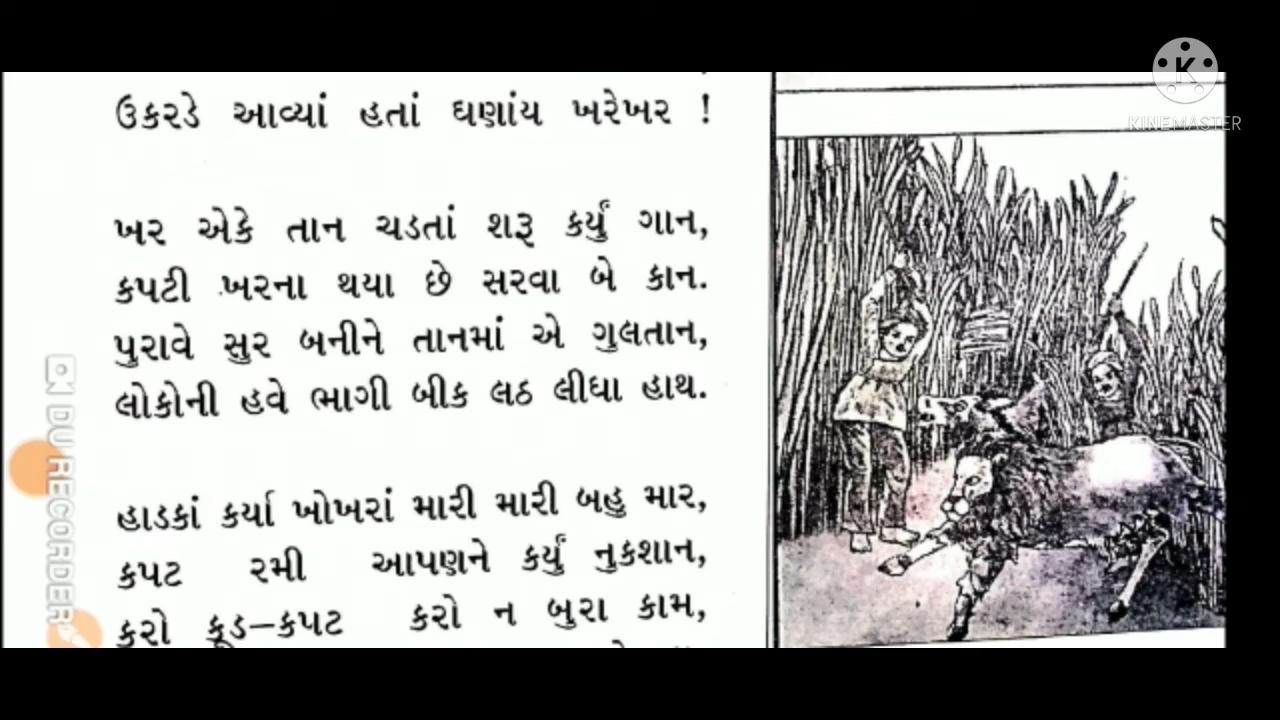 ઉકરડે આવ્યાં હતાં ઘણાંય ખરેખર !
ખર એકે તાન ચડતાં શરૂ કર્યું ગાન,
કપટી ખરના થયા છે સરવા બે કાન.
પુરાવે સુર બનીને તાનમાં એ ગુલતાન,
લોકોની હવે ભાગી બીક લઠ લીધા હાથ.
હાડકાં કર્યા ખોખરાં મારી મારી બહુ માર,
કપટ રમી આપણને કર્યું નુકશાન,
કરો કૂડ–કપટ કરો ન બુરા કામ,
K
KINEMASTER
DU RECORDER